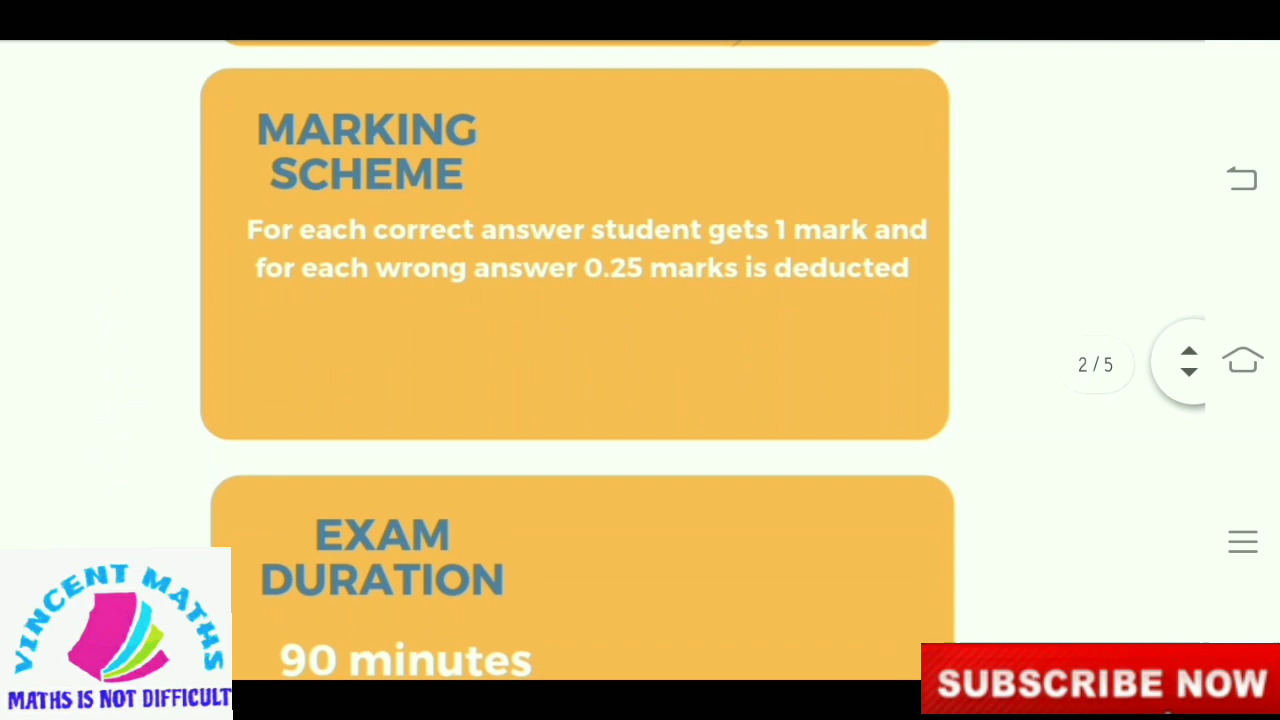 MARKING
SCHEME
For each correct answer student gets 1 mark and
for each wrong answer 0.25 marks is deducted
2/5
EXAM
DURATION
90 minutes
VINCENT MATHS
MATHS IS NOT DIFFICULT
SUBSCRIBE NOW